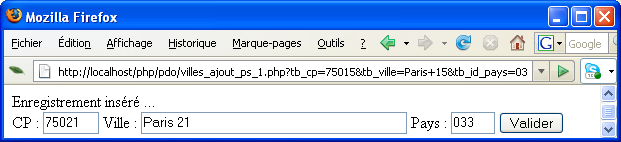 Mozilla Firefox
Fichier Édition Affichage Historique Marque-pages Outils ? G Google
http://localhost/php/pdo/villes_ajout_ps_1.php?tb_cp=75015&tb_ville=Paris+15&tb_id_pays=03
Enregistrement inséré ...
CP : 75021 Ville : Paris 21 Pays : 033 Valider